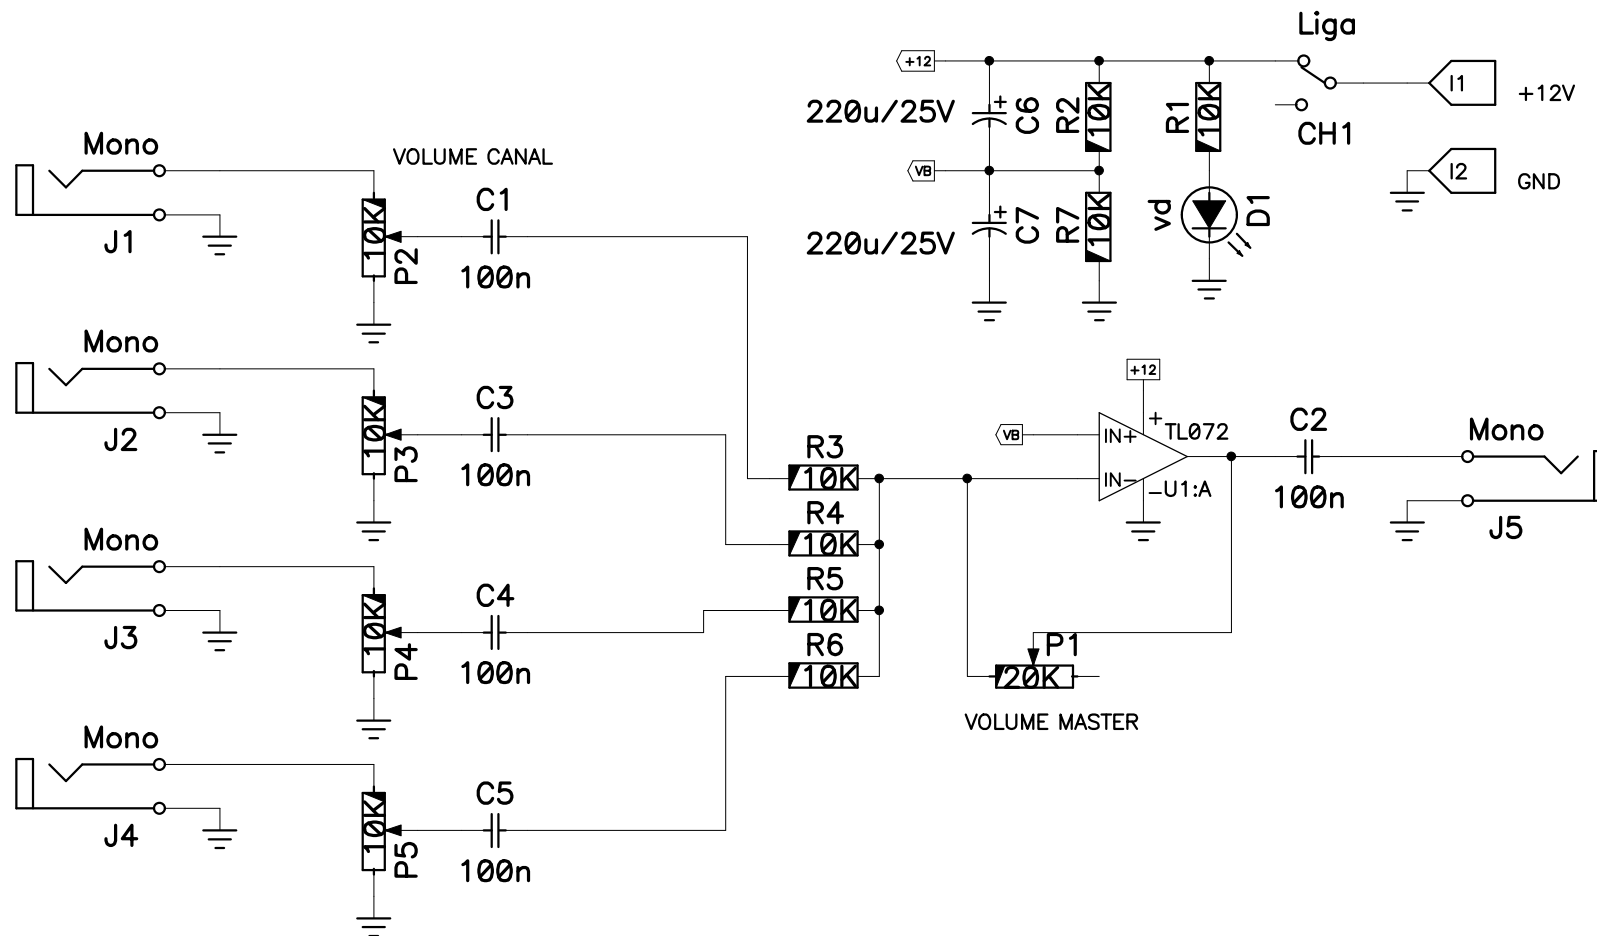 Liga
+12
I1
+12V
220u/25V
+
C6
R2
10K
R1
10K
CH1
VB
I2
GND
220u/25V
+
C7
R7
10K
vd
D1
Mono
J1
VOLUME CANAL
10K
P2
C1
100n
Mono
J2
10K
P3
C3
100n
Mono
J3
10K
P4
C4
100n
Mono
J4
10K
P5
C5
100n
R3
10K
R4
10K
R5
10K
R6
10K
+12
VB
IN+
IN-
+
TL072
-U1:A
P1
20K
VOLUME MASTER
C2
100n
Mono
J5